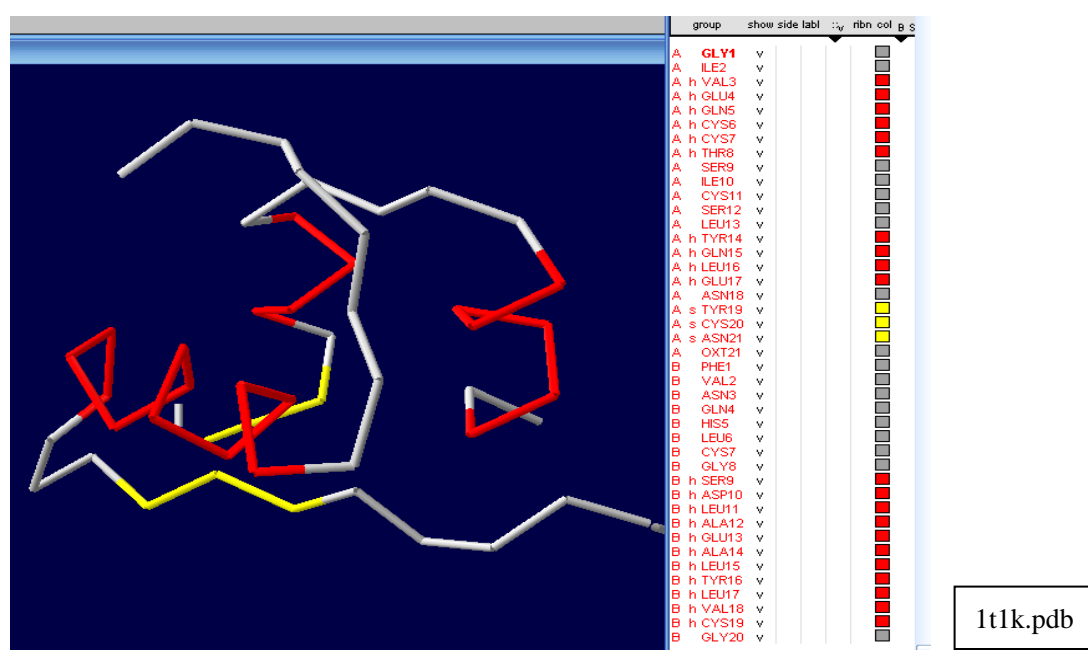 group show side labl ::v ribn col B S
A GLY1 v
A ILE2 v
A h VAL3 v
A h GLU4 v
A h GLN5 v
A h CYS6 v
A h CYS7 v
A h THR8 v
A SER9 v
A ILE10 v
A CYS11 v
A SER12 v
A LEU13 v
A h TYR14 v
A h GLN15 v
A h LEU16 v
A h GLU17 v
A ASN18 v
A s TYR19 v
A s CYS20 v
A s ASN21 v
A OXT21 v
B PHE1 v
B VAL2 v
B ASN3 v
B GLN4 v
B HIS5 v
B LEU6 v
B CYS7 v
B GLY8 v
B h SER9 v
B h ASP10 v
B h LEU11 v
B h ALA12 v
B h GLU13 v
B h ALA14 v
B h LEU15 v
B h TYR16 v
B h LEU17 v
B h VAL18 v
B h CYS19 v
B GLY20 v
1t1k.pdb